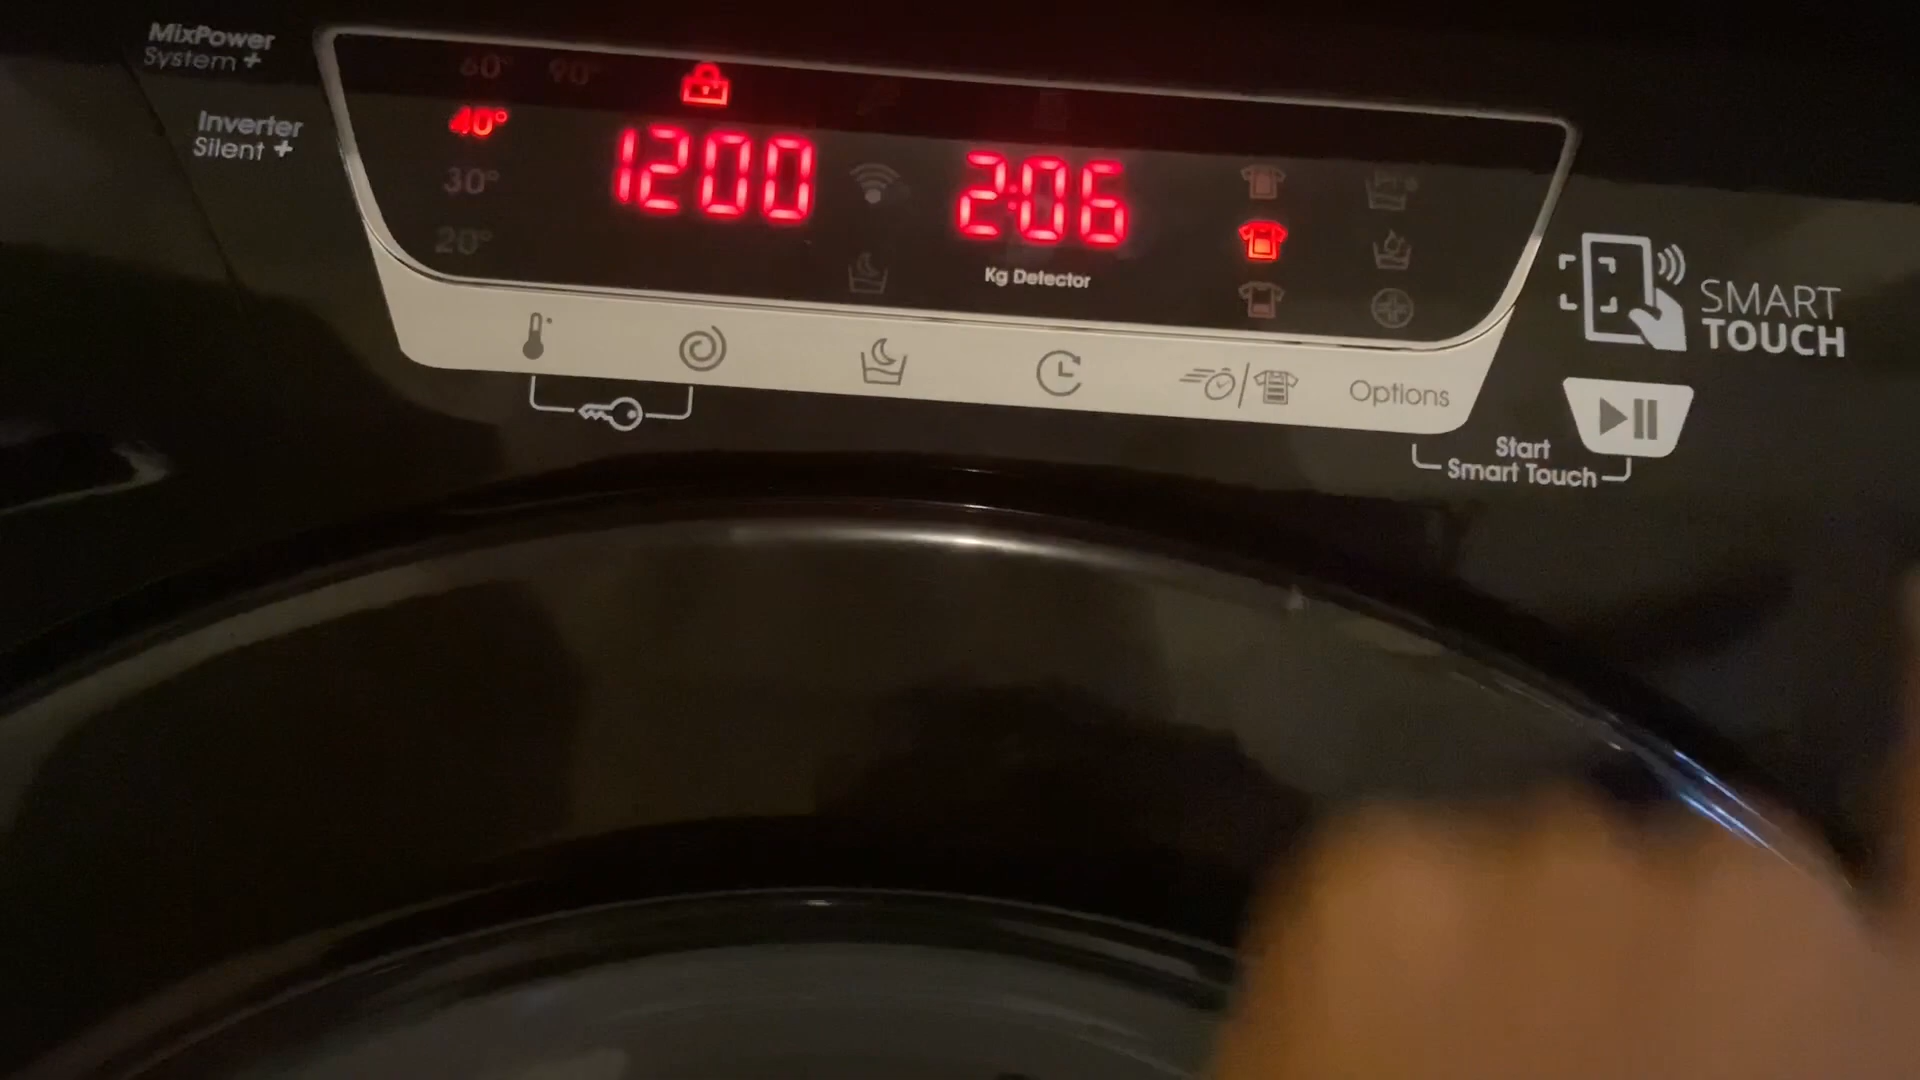 MixPower
System +
Inverter
Silent +
60° 90°
40°
30°
20°
1200
2:06
Kg Detector
Options
SMART
TOUCH
Start
Smart Touch